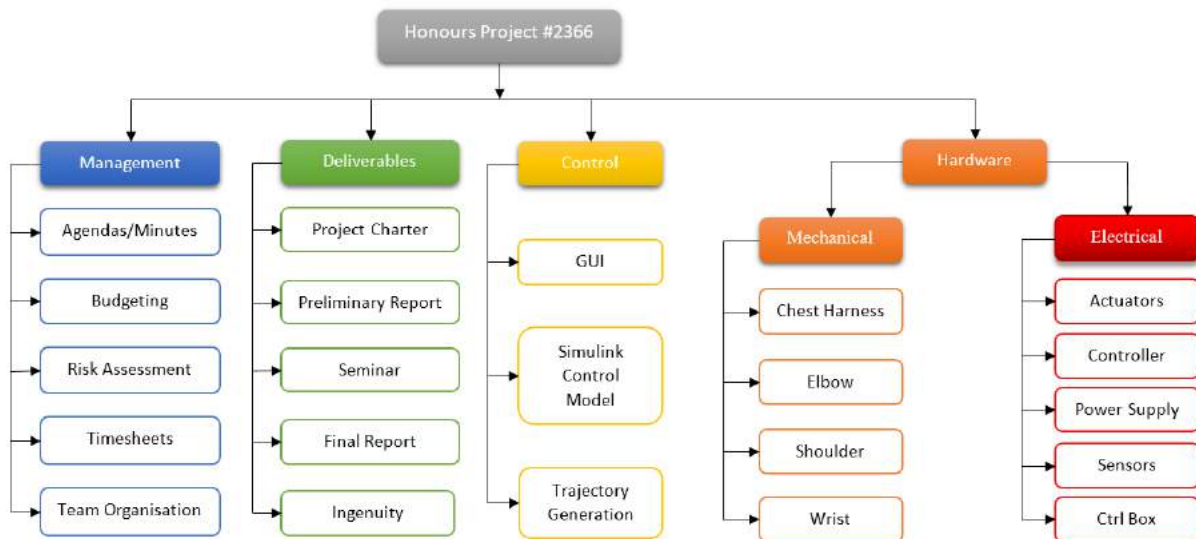 Honours Project #2366
Management
Agendas/Minutes
Budgeting
Risk Assessment
Timesheets
Team Organisation
Deliverables
Project Charter
Preliminary Report
Seminar
Final Report
Ingenuity
Control
GUI
Simulink
Control
Model
Trajectory
Generation
Hardware
Mechanical
Chest Harness
Elbow
Shoulder
Wrist
Electrical
Actuators
Controller
Power Supply
Sensors
Ctrl Box